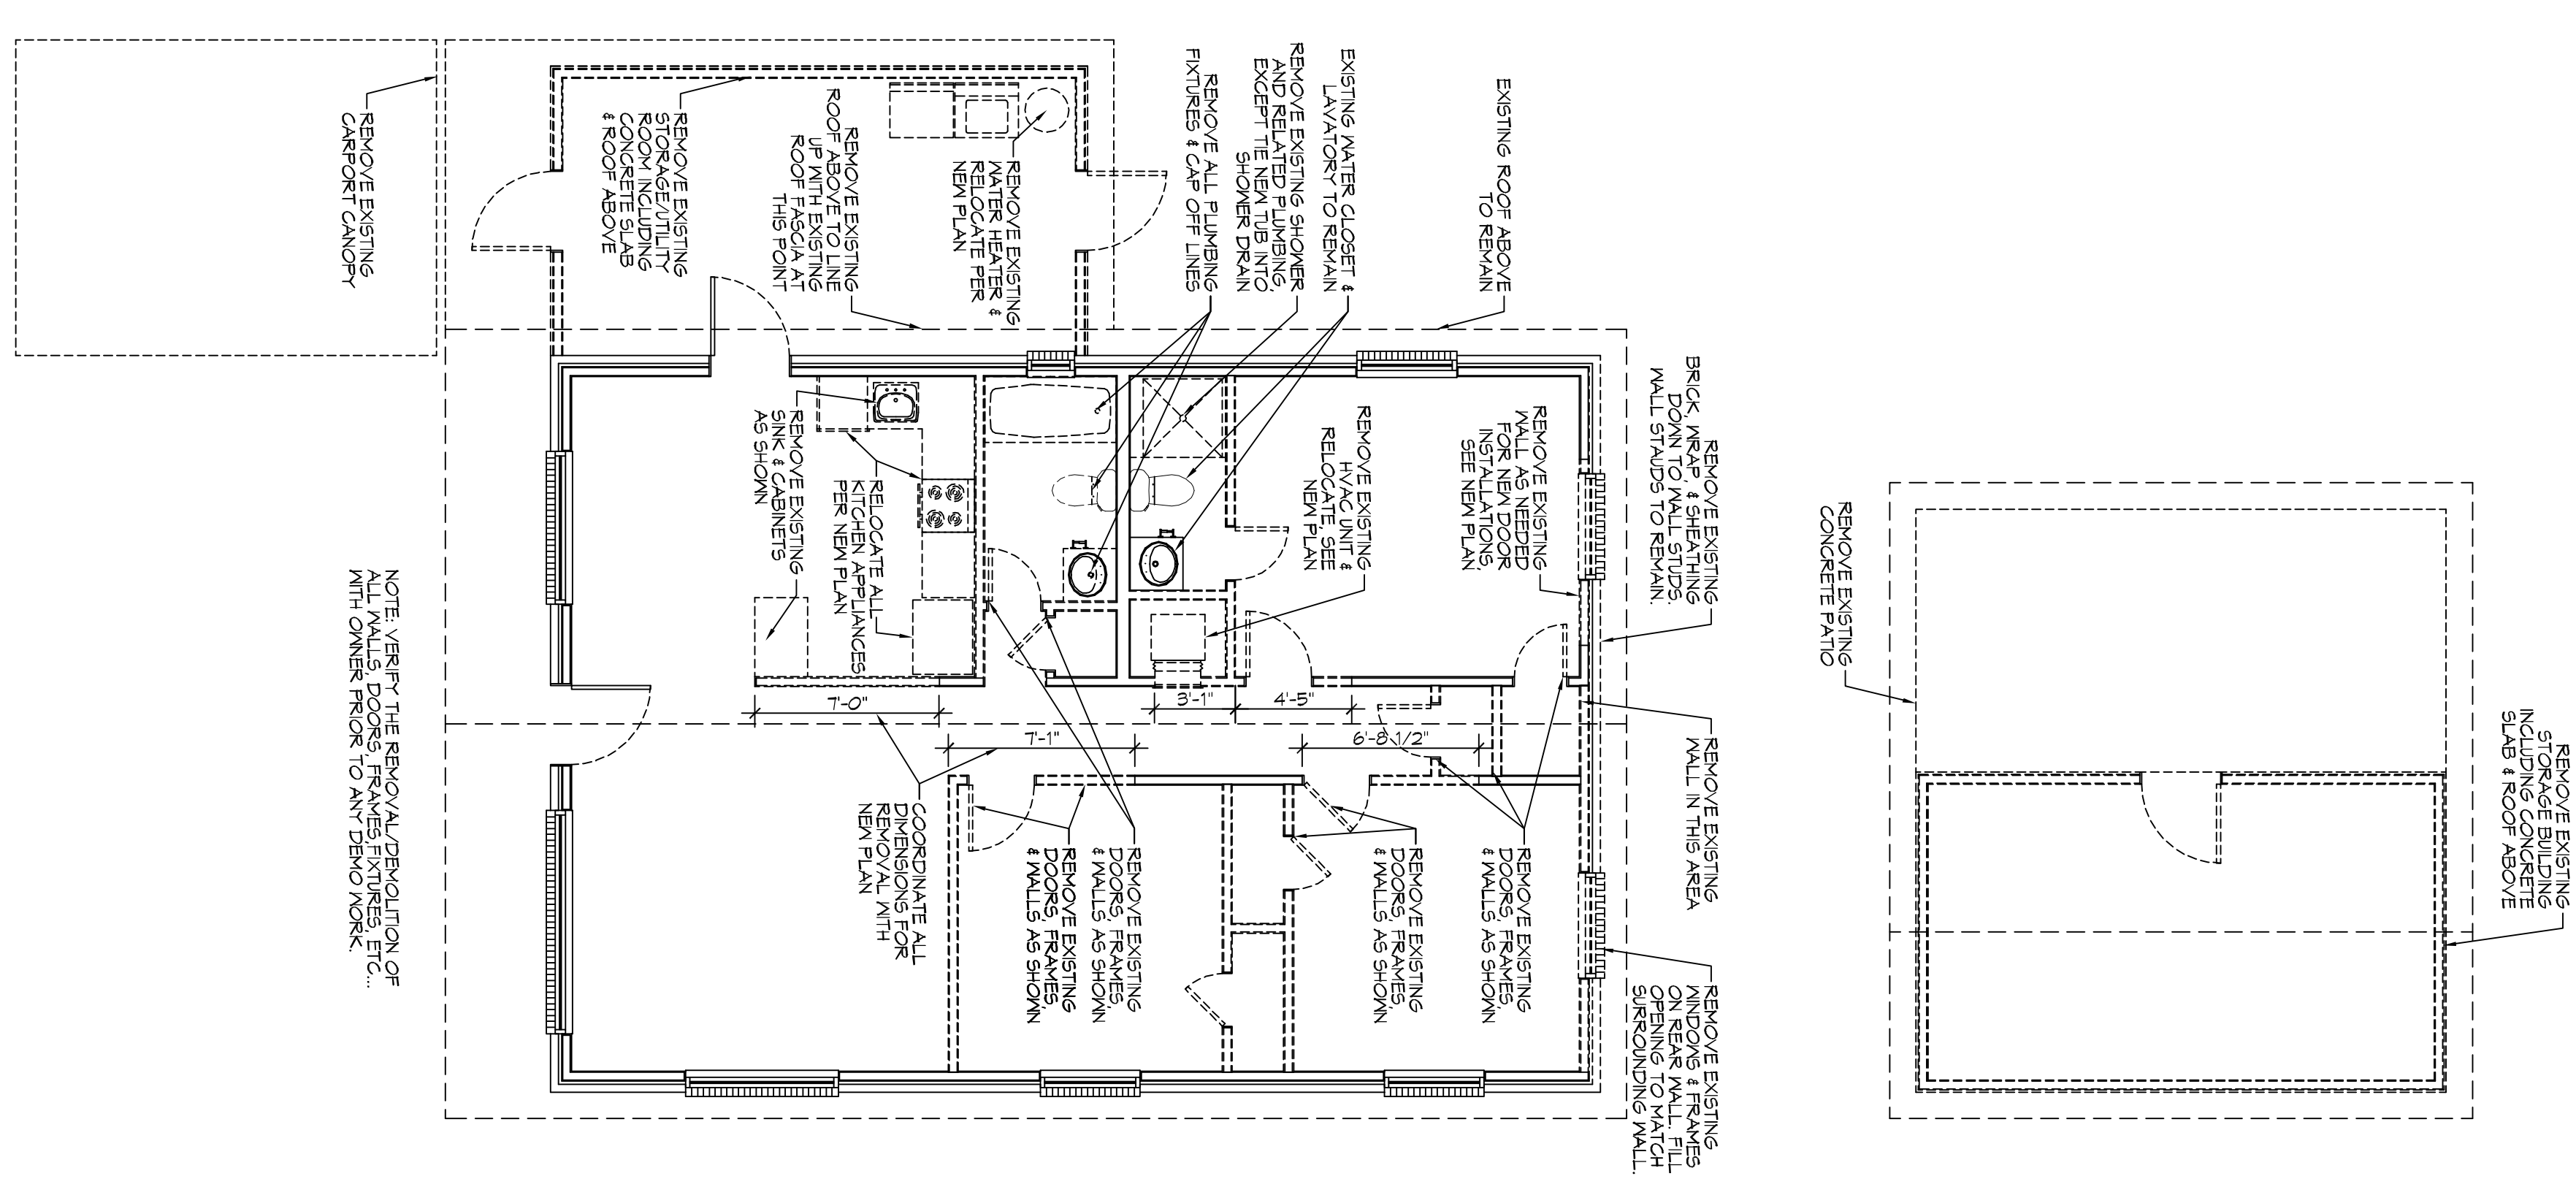 REMOVE EXISTING
CARPORT CANOPY
REMOVE EXISTING
STORAGE/UTILITY
ROOM INCLUDING
CONCRETE SLAB
& ROOF ABOVE
REMOVE EXISTING
ROOF ABOVE TO LINE
UP WITH EXISTING
ROOF FASCIA AT
THIS POINT
REMOVE EXISTING
WATER HEATER &
RELOCATE PER
NEW PLAN
REMOVE ALL PLUMBING
FIXTURES & CAP OFF LINES
REMOVE EXISTING SHOWER
AND RELATED PLUMBING,
EXCEPT TIE NEW TUB INTO
SHOWER DRAIN
EXISTING WATER CLOSET &
LAVATORY TO REMAIN
EXISTING ROOF ABOVE
TO REMAIN
REMOVE EXISTING
BRICK, WRAP, & SHEATHING
DOWN TO WALL STUDS.
WALL STAUDS TO REMAIN.
REMOVE EXISTING
SINK & CABINETS
AS SHOWN
RELOCATE ALL
KITCHEN APPLIANCES
PER NEW PLAN
REMOVE EXISTING
HVAC UNIT &
RELOCATE, SEE
NEW PLAN
REMOVE EXISTING
WALL AS NEEDED
FOR NEW DOOR
INSTALLATIONS,
SEE NEW PLAN
7'-0"
3'-1"
4'-5"
7'-1"
6'-8 1/2"
REMOVE EXISTING
WALL IN THIS AREA
COORDINATE ALL
DIMENSIONS FOR
REMOVAL WITH
NEW PLAN
REMOVE EXISTING
DOORS, FRAMES,
& WALLS, AS SHOWN
REMOVE EXISTING
DOORS, FRAMES,
& WALLS, AS SHOWN
REMOVE EXISTING
DOORS, FRAMES,
& WALLS, AS SHOWN
REMOVE EXISTING
DOORS, FRAMES,
& WALLS, AS SHOWN
REMOVE EXISTING
WINDOWS & FRAMES
ON REAR WALL. FILL
OPENING TO MATCH
SURROUNDING WALL.
NOTE: VERIFY THE REMOVAL/DEMOLITION OF
ALL WALLS, DOORS, FRAMES,FIXTURES, ETC...
WITH OWNER PRIOR TO ANY DEMO WORK.
REMOVE EXISTING
CONCRETE PATIO
REMOVE EXISTING
STORAGE BUILDING
INCLUDING CONCRETE
SLAB & ROOF ABOVE